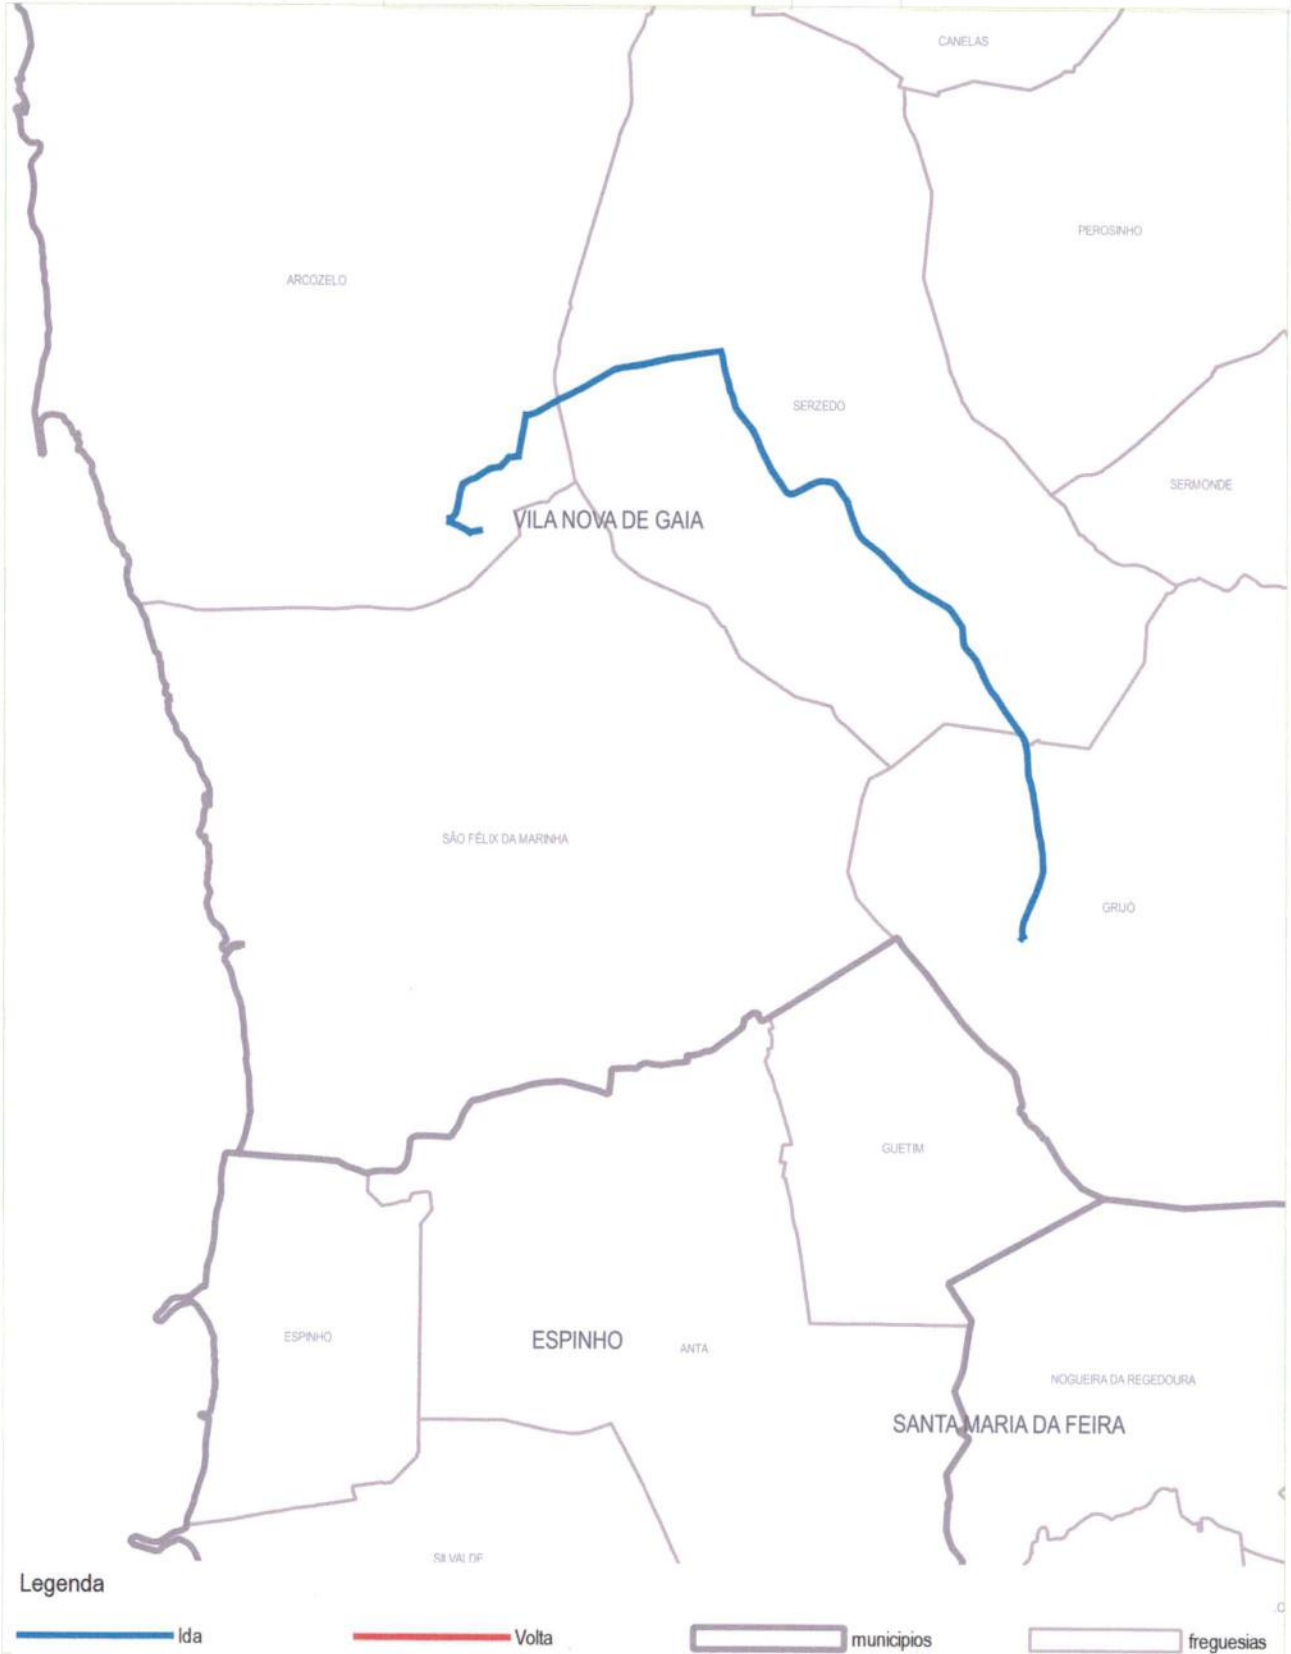 CANELAS
PEROSINHO
ARCOZELO
SERZEDO
SERMONDE
VILA NOVA DE GAIA
SÃO FÉLIX DA MARINHA
GRIJÓ
GUETIM
ESPINHO
ESPINHO
ANTA
NOGUEIRA DA REGEDOURA
SANTA MARIA DA FEIRA
SILVALDE
Legenda
Ida
Volta
municipios
freguesias